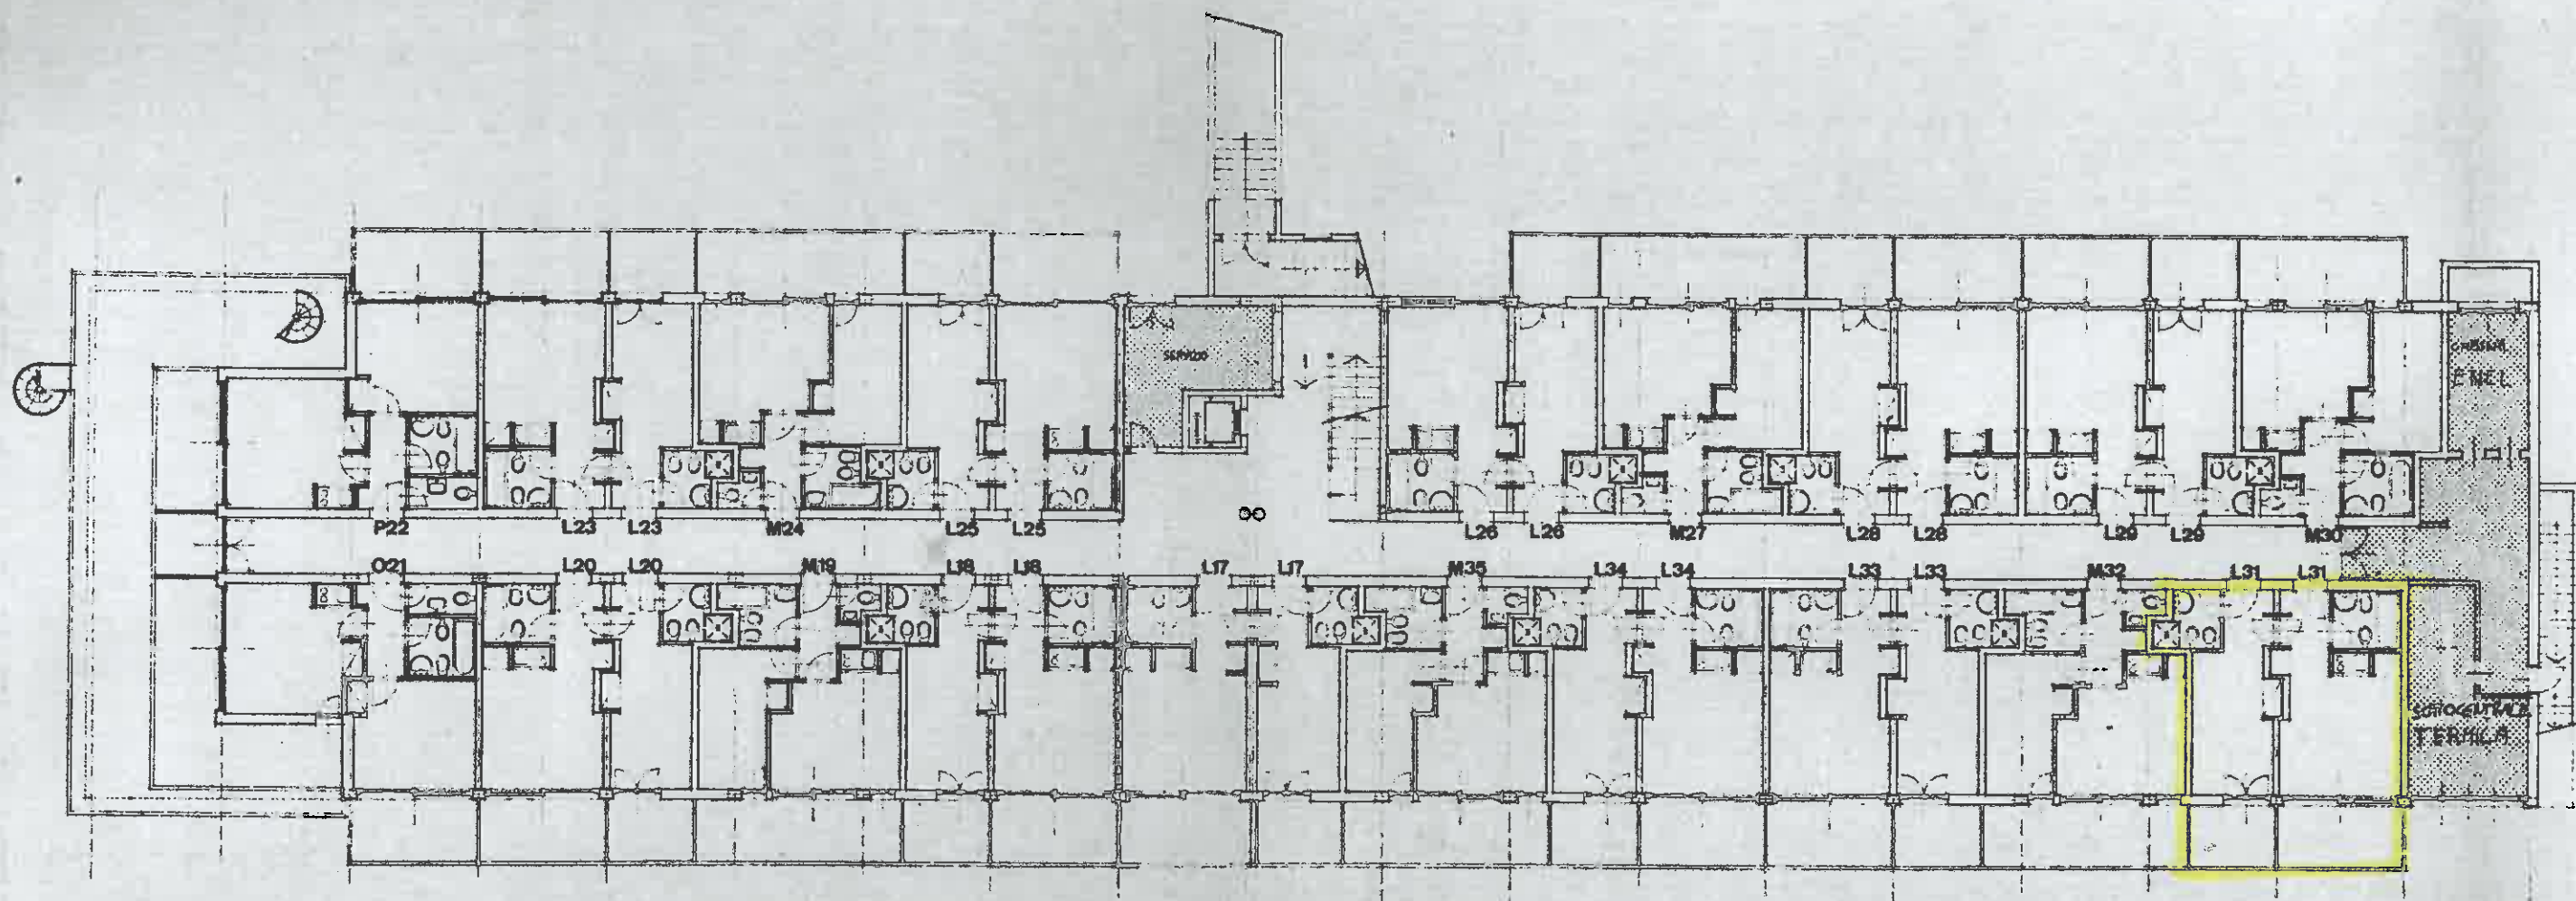 SERVIZIO
CABINA
ENEL
P22 L23 L23 M24 L25 L25 L26 L26 M27 L28 L28 L29 L29 M30
O21 L20 L20 M19 L18 L18 L17 L17 M35 L34 L34 L33 L33 M32 L31 L31
SOTTOCENTRALE
TERMICA